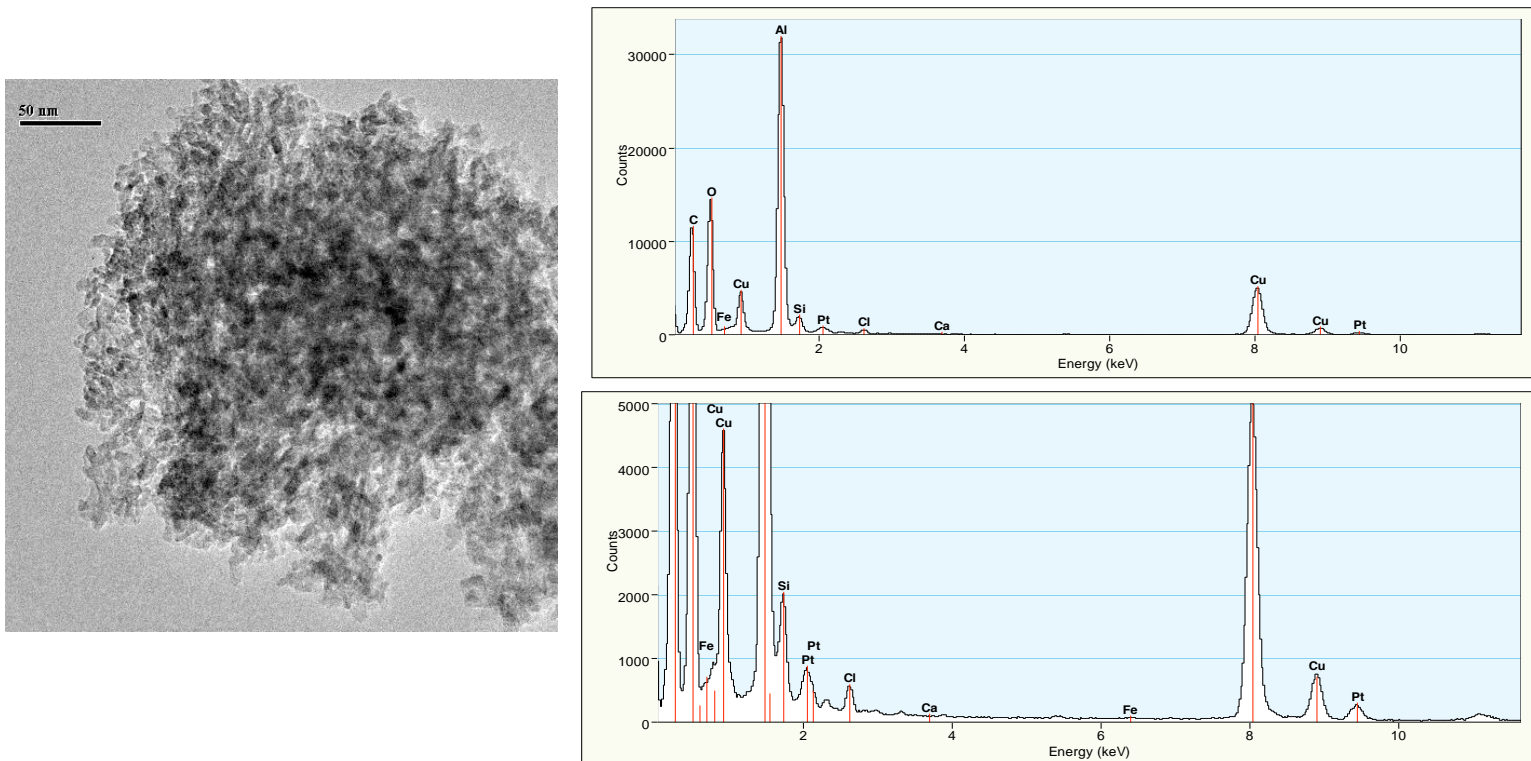 50 nm
30000
20000
10000
0
Counts
C
O
Fe
Cu
Al
Si
Pt
Cl
Ca
Cu
Cu
Pt
2
4
6
8
10
Energy (keV)
5000
4000
3000
2000
1000
0
Counts
Cu
Cu
Fe
Si
Pt
Pt
Cl
Ca
Fe
Cu
Pt
2
4
6
8
10
Energy (keV)